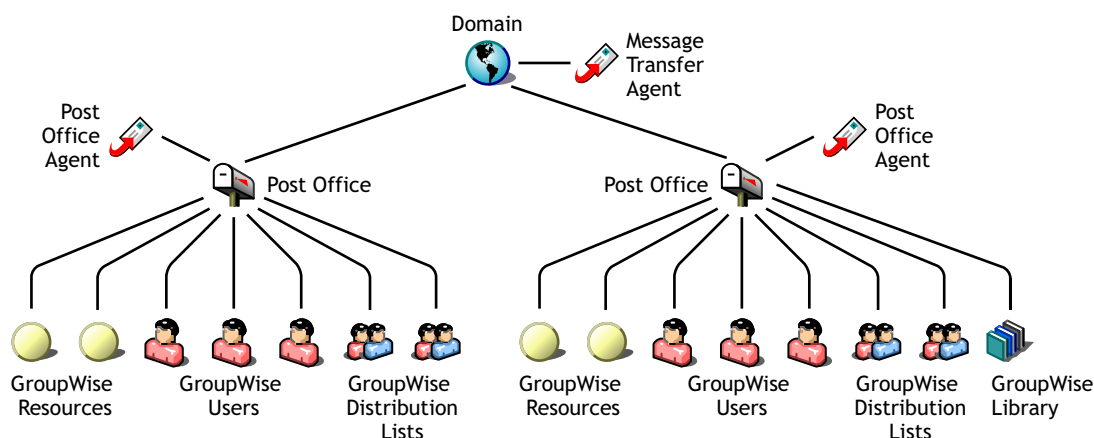 Domain
Message
Transfer
Agent
Post
Office
Agent
Post
Office
Agent
Post Office
Post Office
GroupWise
Resources
GroupWise
Users
GroupWise
Distribution
Lists
GroupWise
Resources
GroupWise
Users
GroupWise
Distribution
Lists
GroupWise
Library